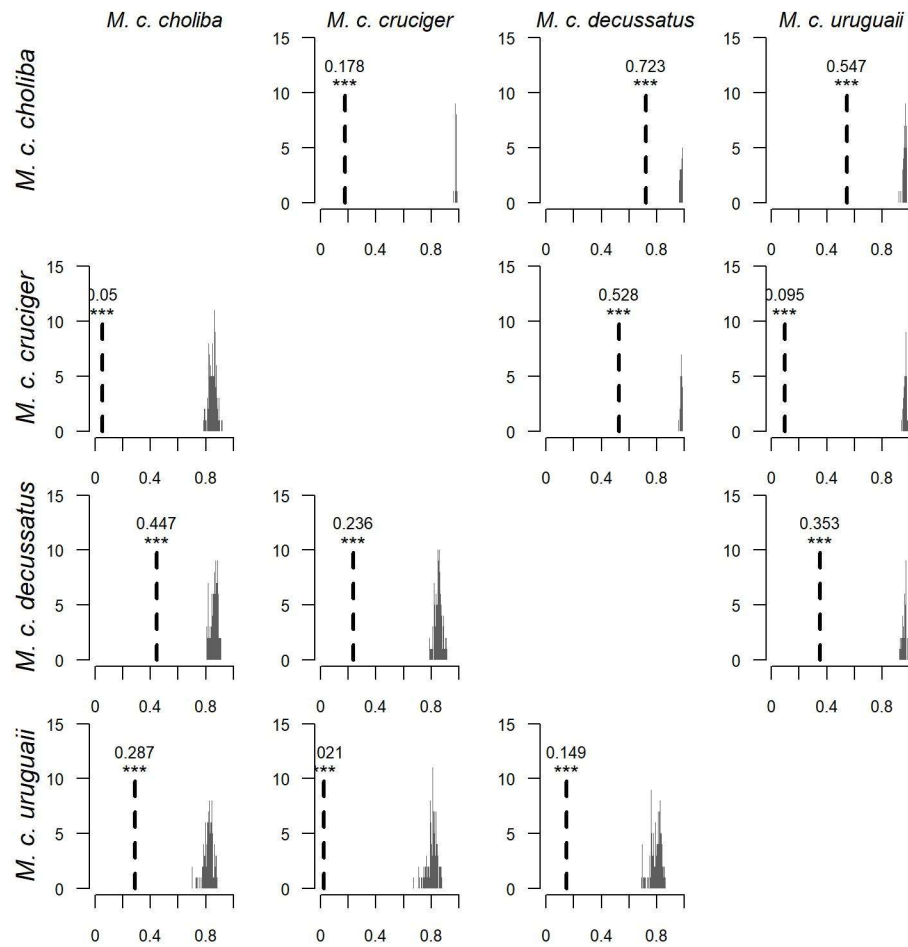 M. c. choliba M. c. cruciger M. c. decussatus M. c. uruguaii
M. c. choliba
15 15 15
0.178 0.723 0.547
*** *** ***
10 10 10
5 5 5
0 0 0
0 0.4 0.8 0 0.4 0.8 0 0.4 0.8
M. c. cruciger
15 15 15
0.05 0.528 0.095
*** *** ***
10 10 10
5 5 5
0 0 0
0 0.4 0.8 0 0.4 0.8 0 0.4 0.8
M. c. decussatus
15 15 15
0.447 0.236 0.353
*** *** ***
10 10 10
5 5 5
0 0 0
0 0.4 0.8 0 0.4 0.8 0 0.4 0.8
M. c. uruguaii
15 15 15
0.287 021 0.149
*** *** ***
10 10 10
5 5 5
0 0 0
0 0.4 0.8 0 0.4 0.8 0 0.4 0.8